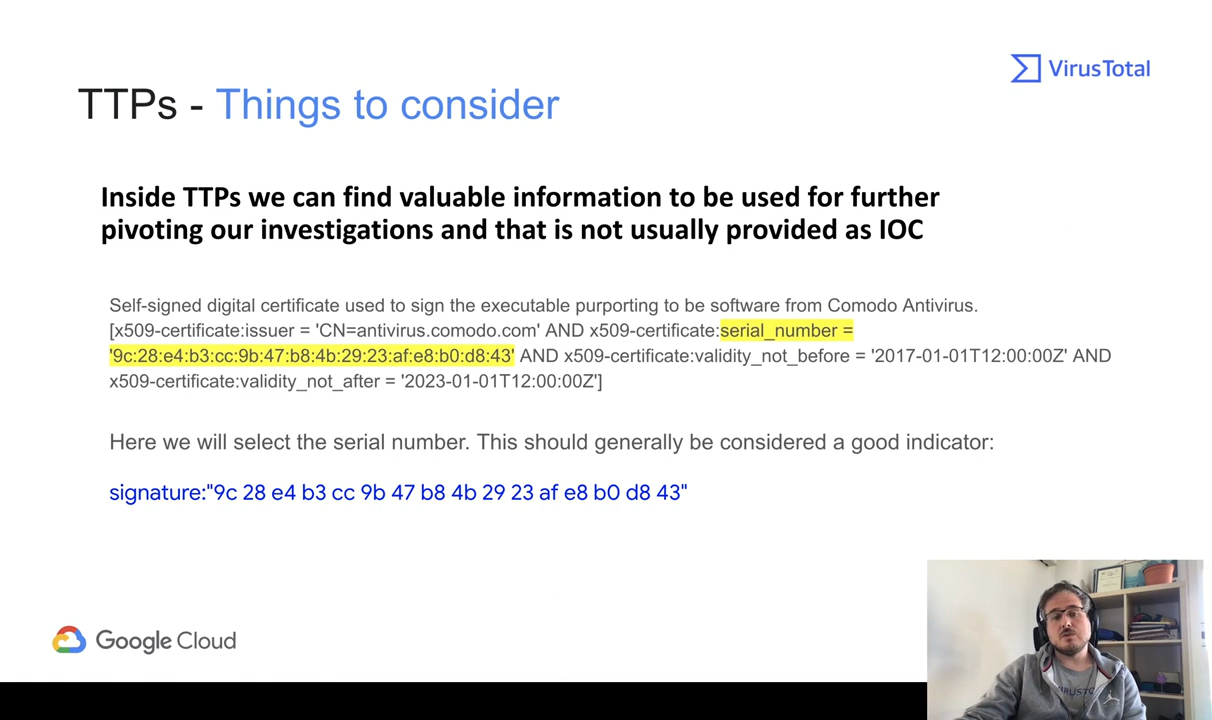 VirusTotal
TTPs - Things to consider
Inside TTPs we can find valuable information to be used for further
pivoting our investigations and that is not usually provided as IOC
Self-signed digital certificate used to sign the executable purporting to be software from Comodo Antivirus.
[x509-certificate:issuer = 'CN=antivirus.comodo.com' AND x509-certificate:serial_number =
'9c:28:e4:b3:cc:9b:47:b8:4b:29:23:af:e8:b0:d8:43' AND x509-certificate:validity_not_before = '2017-01-01T12:00:00Z' AND
x509-certificate:validity_not_after = '2023-01-01T12:00:00Z']
Here we will select the serial number. This should generally be considered a good indicator:
signature:"9c 28 e4 b3 cc 9b 47 b8 4b 29 23 af e8 b0 d8 43"
Google Cloud